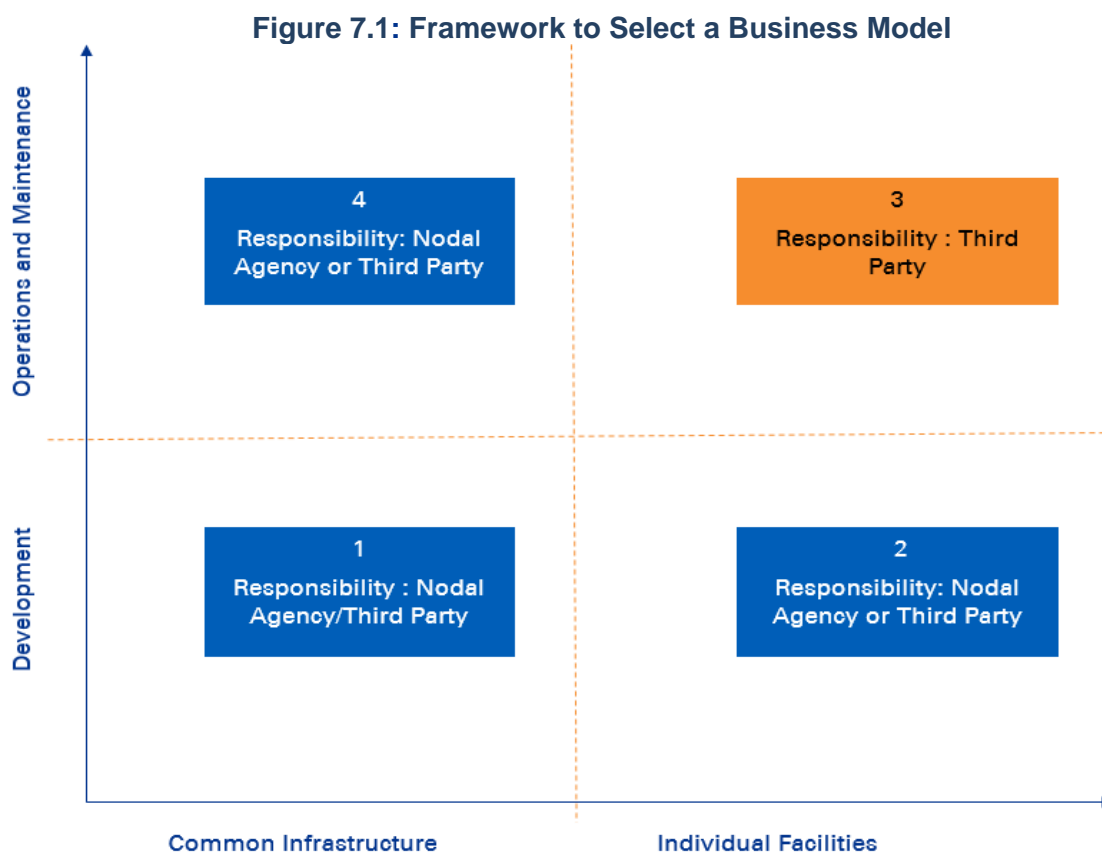 Figure 7.1: Framework to Select a Business Model
Operations and Maintenance
4
Responsibility: Nodal
Agency or Third Party
3
Responsibility : Third
Party
Development
1
Responsibility : Nodal
Agency/Third Party
2
Responsibility: Nodal
Agency or Third Party
Common Infrastructure
Individual Facilities